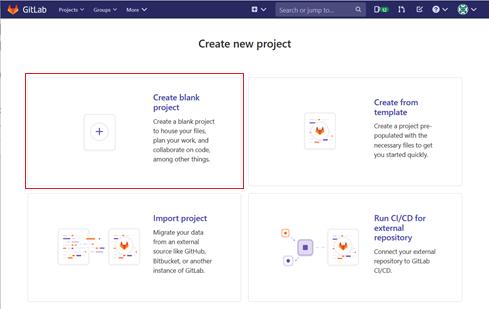 GitLab Projects Groups More Search or jump to... 12
Create new project
Create blank
project
Create a blank project
to house your files,
plan your work, and
collaborate on code,
among other things.
Create from
template
Create a project pre-
populated with the
necessary files to get
you started quickly.
Import project
Migrate your data
from an external
source like GitHub,
Bitbucket, or another
instance of GitLab.
Run CI/CD for
external
repository
Connect your external
repository to GitLab
CI/CD.